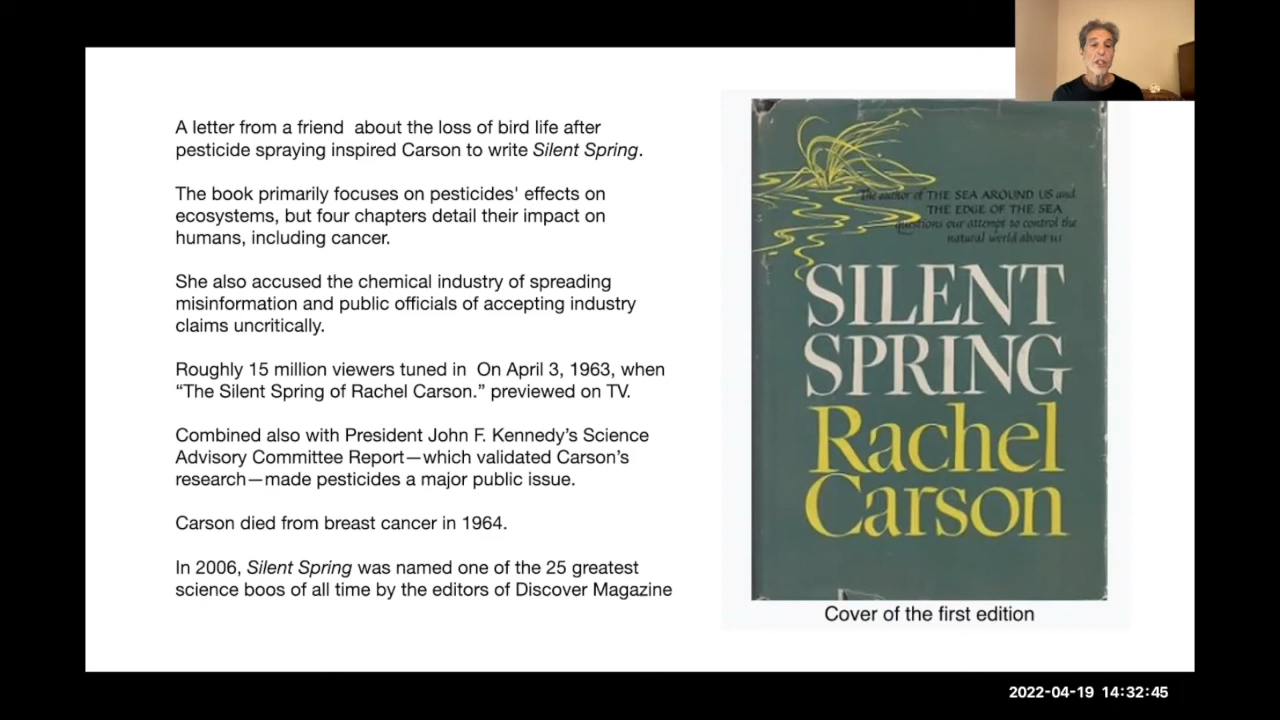 A letter from a friend  about the loss of bird life after
pesticide spraying inspired Carson to write Silent Spring.
The book primarily focuses on pesticides' effects on
ecosystems, but four chapters detail their impact on
humans, including cancer.
She also accused the chemical industry of spreading
misinformation and public officials of accepting industry
claims uncritically.
Roughly 15 million viewers tuned in  On April 3, 1963, when
“The Silent Spring of Rachel Carson.” previewed on TV.
Combined also with President John F. Kennedy’s Science
Advisory Committee Report—which validated Carson’s
research—made pesticides a major public issue.
Carson died from breast cancer in 1964.
In 2006, Silent Spring was named one of the 25 greatest
science boos of all time by the editors of Discover Magazine
The author of THE SEA AROUND US and
THE EDGE OF THE SEA
questions our attempt to control the
natural world about us
SILENT
SPRING
Rachel
Carson
Cover of the first edition
2022-04-19 14:32:45